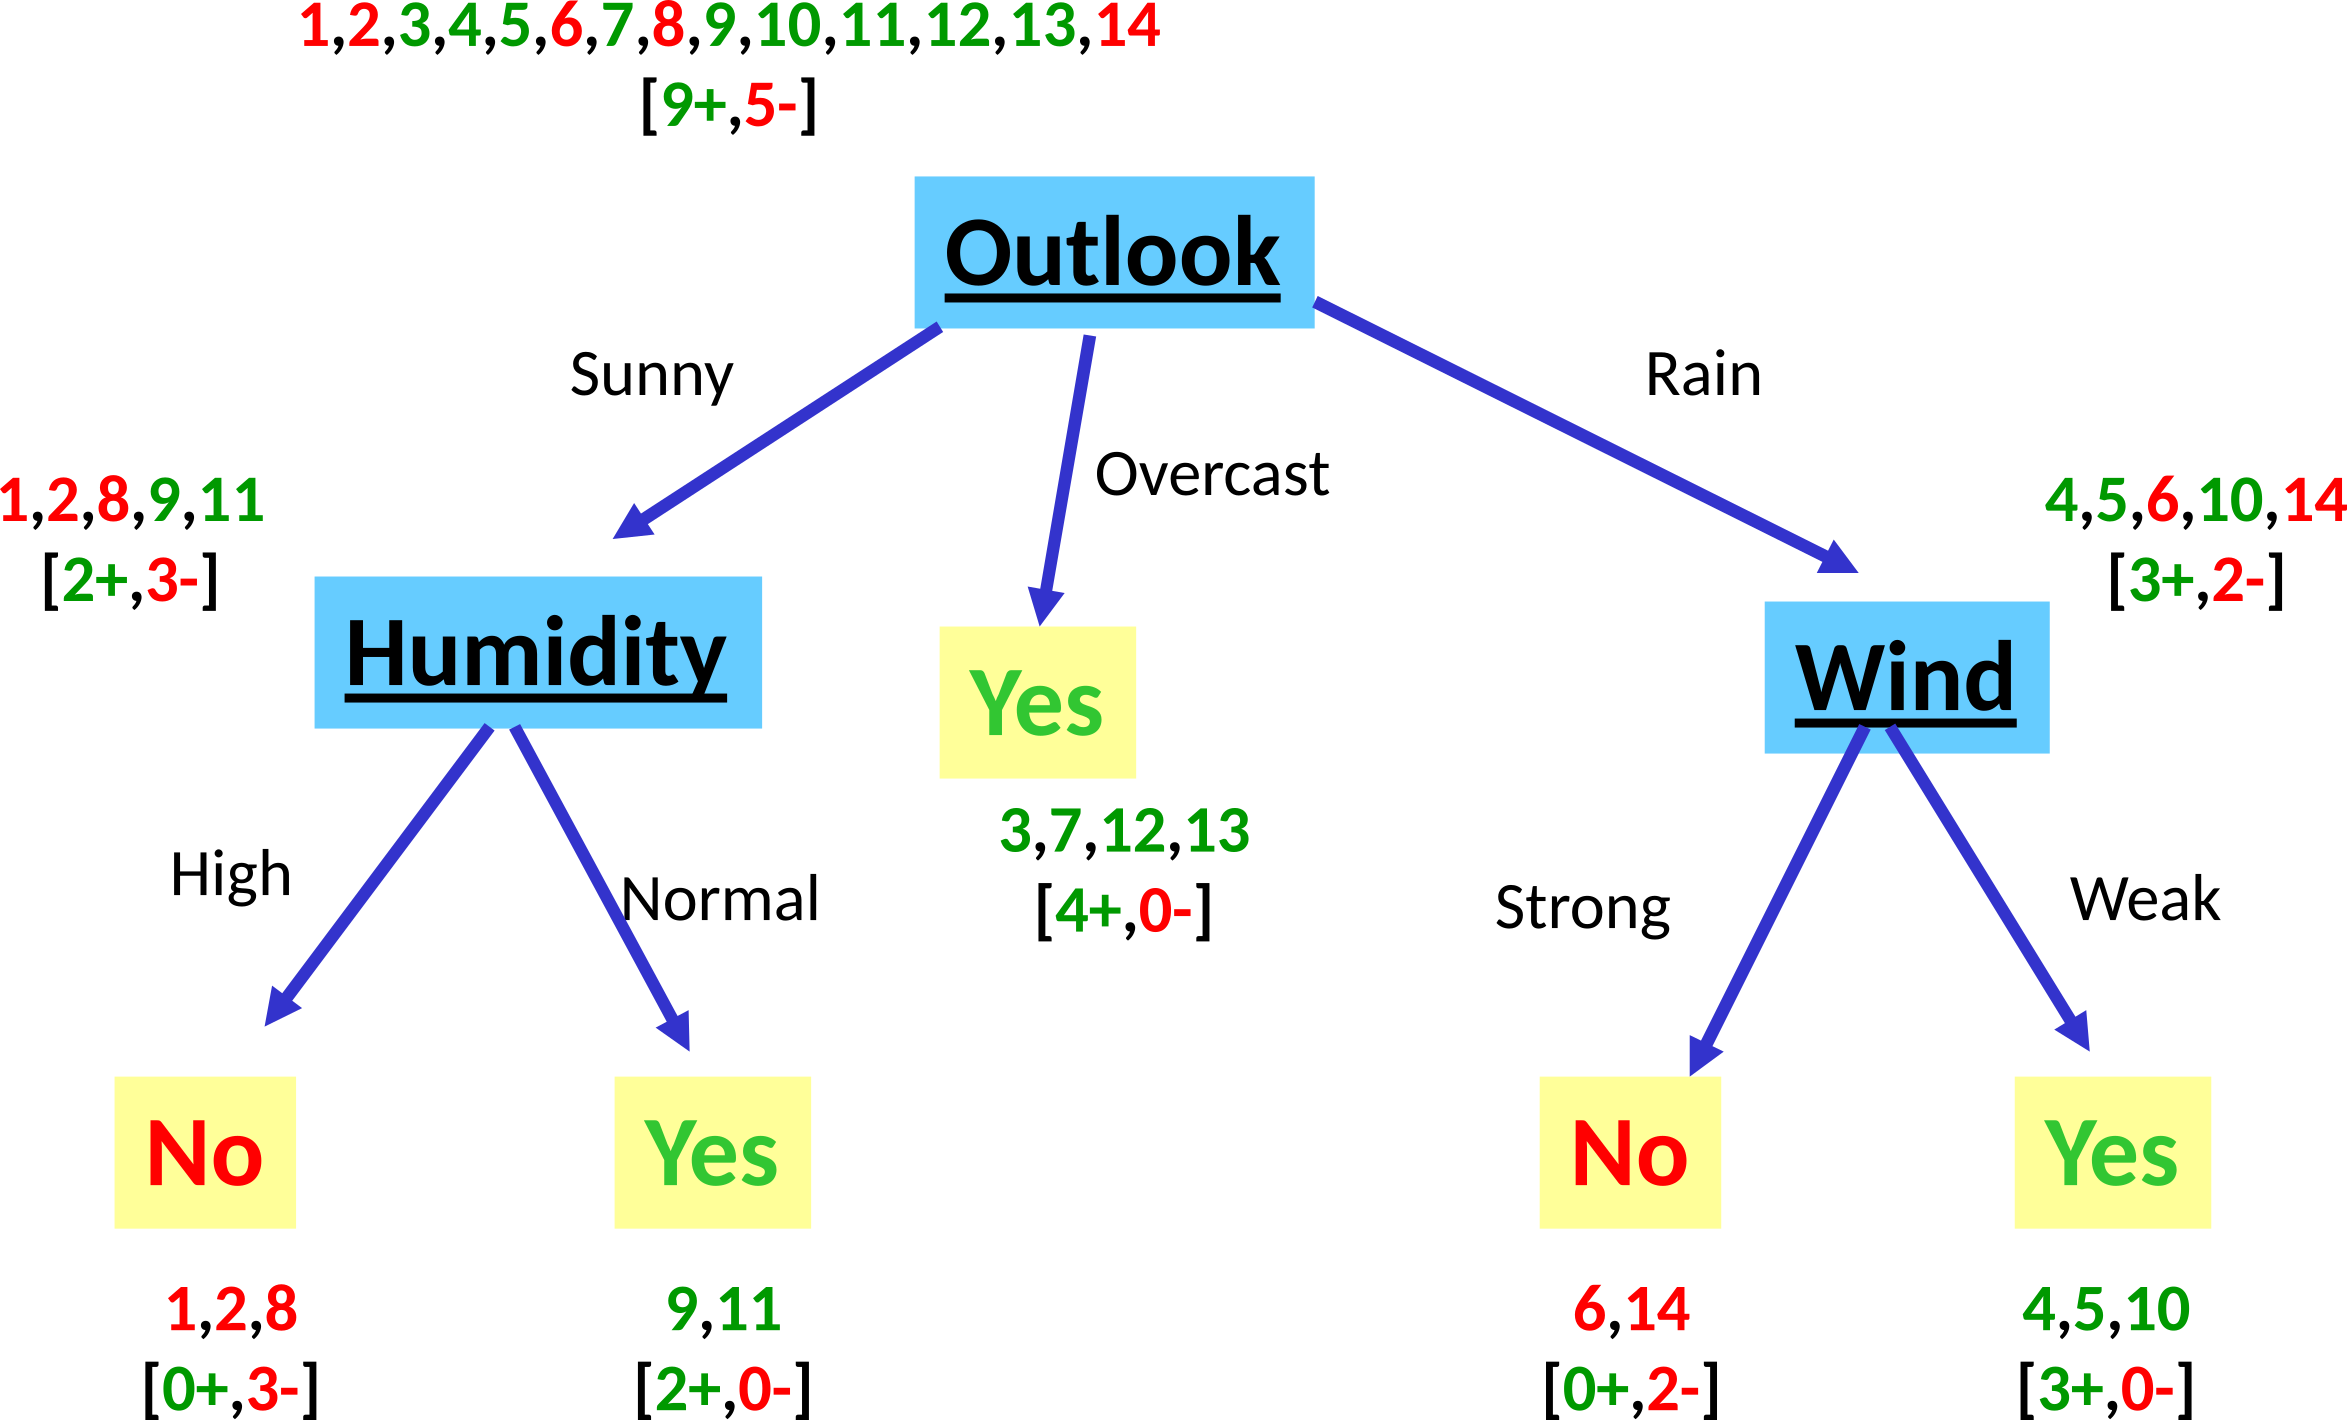 1,2,3,4,5,6,7,8,9,10,11,12,13,14
[9+,5-]
Outlook
Sunny
Rain
Overcast
1,2,8,9,11
[2+,3-]
4,5,6,10,14
[3+,2-]
Humidity
Yes
Wind
3,7,12,13
[4+,0-]
High
Normal
Strong
Weak
No
Yes
No
Yes
1,2,8
[0+,3-]
9,11
[2+,0-]
6,14
[0+,2-]
4,5,10
[3+,0-]